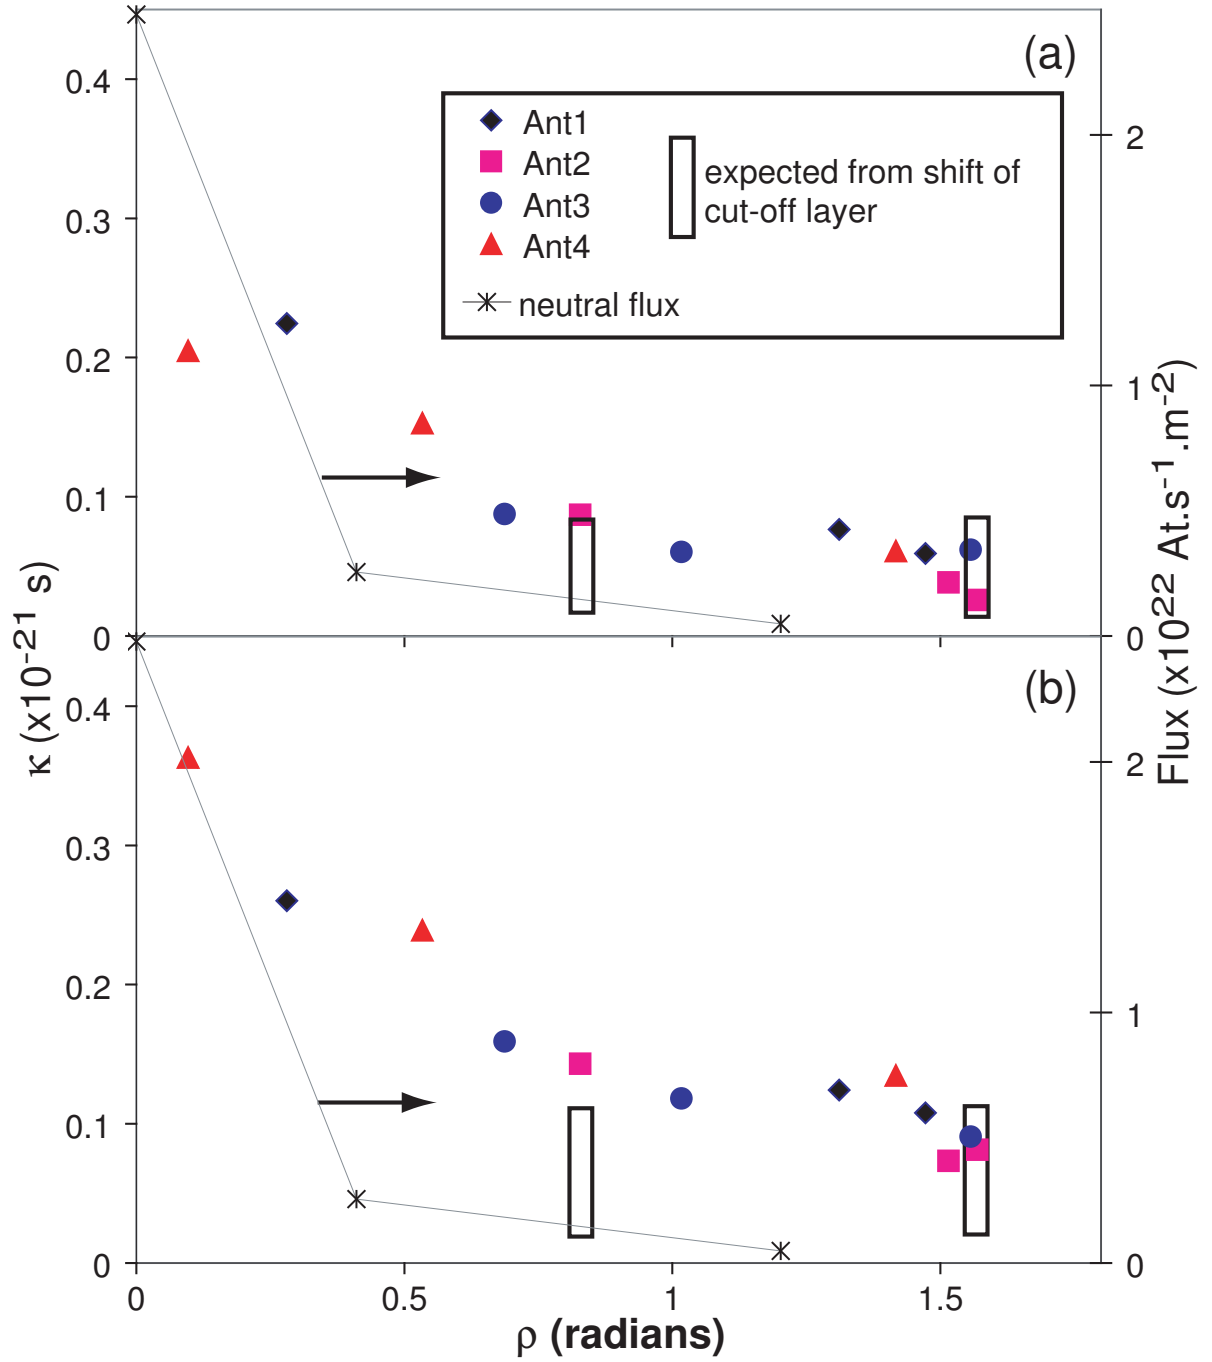 (a)
0.4
0.3
0.2
0.1
0
2
1
0
Ant1
Ant2
Ant3
Ant4
neutral flux
expected from shift of
cut-off layer
κ (x10⁻²¹ s)
Flux (x10²² At.s⁻¹.m⁻²)
(b)
0.4
0.3
0.2
0.1
0
2
1
0
0
0.5
1
1.5
ρ (radians)